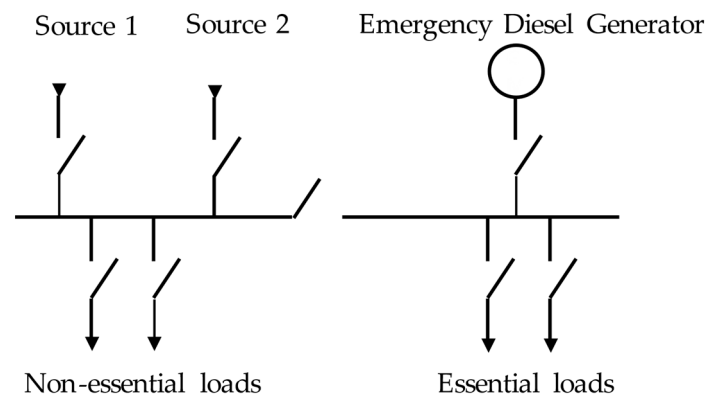 Source 1
Source 2
Emergency Diesel Generator
Non-essential loads
Essential loads